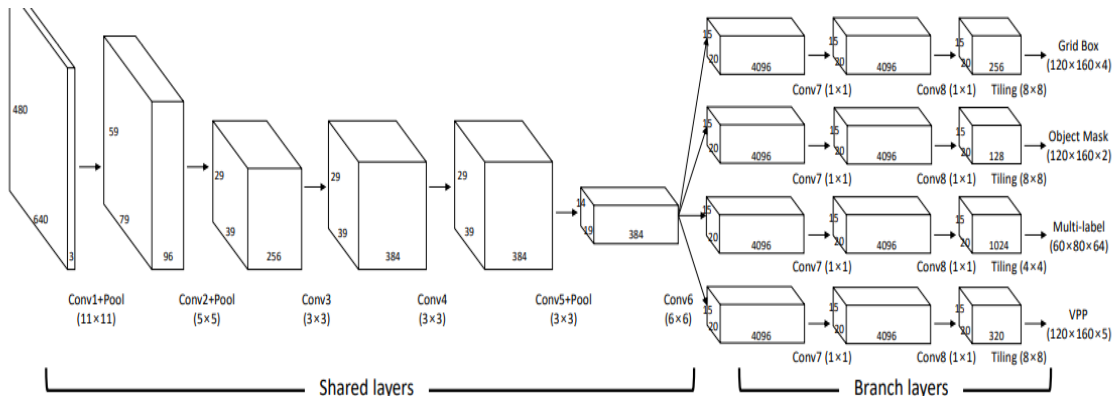 480
640
3
59
79
96
29
39
256
29
39
384
29
39
384
14
19
384
Conv1+Pool
(11×11)
Conv2+Pool
(5×5)
Conv3
(3×3)
Conv4
(3×3)
Conv5+Pool
(3×3)
Conv6
(6×6)
Shared layers
15
20
4096
15
20
4096
15
20
256
Grid Box
(120×160×4)
Conv7 (1×1)
Conv8 (1×1)
Tiling (8×8)
15
20
4096
15
20
4096
15
20
128
Object Mask
(120×160×2)
Conv7 (1×1)
Conv8 (1×1)
Tiling (8×8)
15
20
4096
15
20
4096
15
20
1024
Multi-label
(60×80×64)
Conv7 (1×1)
Conv8 (1×1)
Tiling (4×4)
15
20
4096
15
20
4096
15
20
320
VPP
(120×160×5)
Conv7 (1×1)
Conv8 (1×1)
Tiling (8×8)
Branch layers